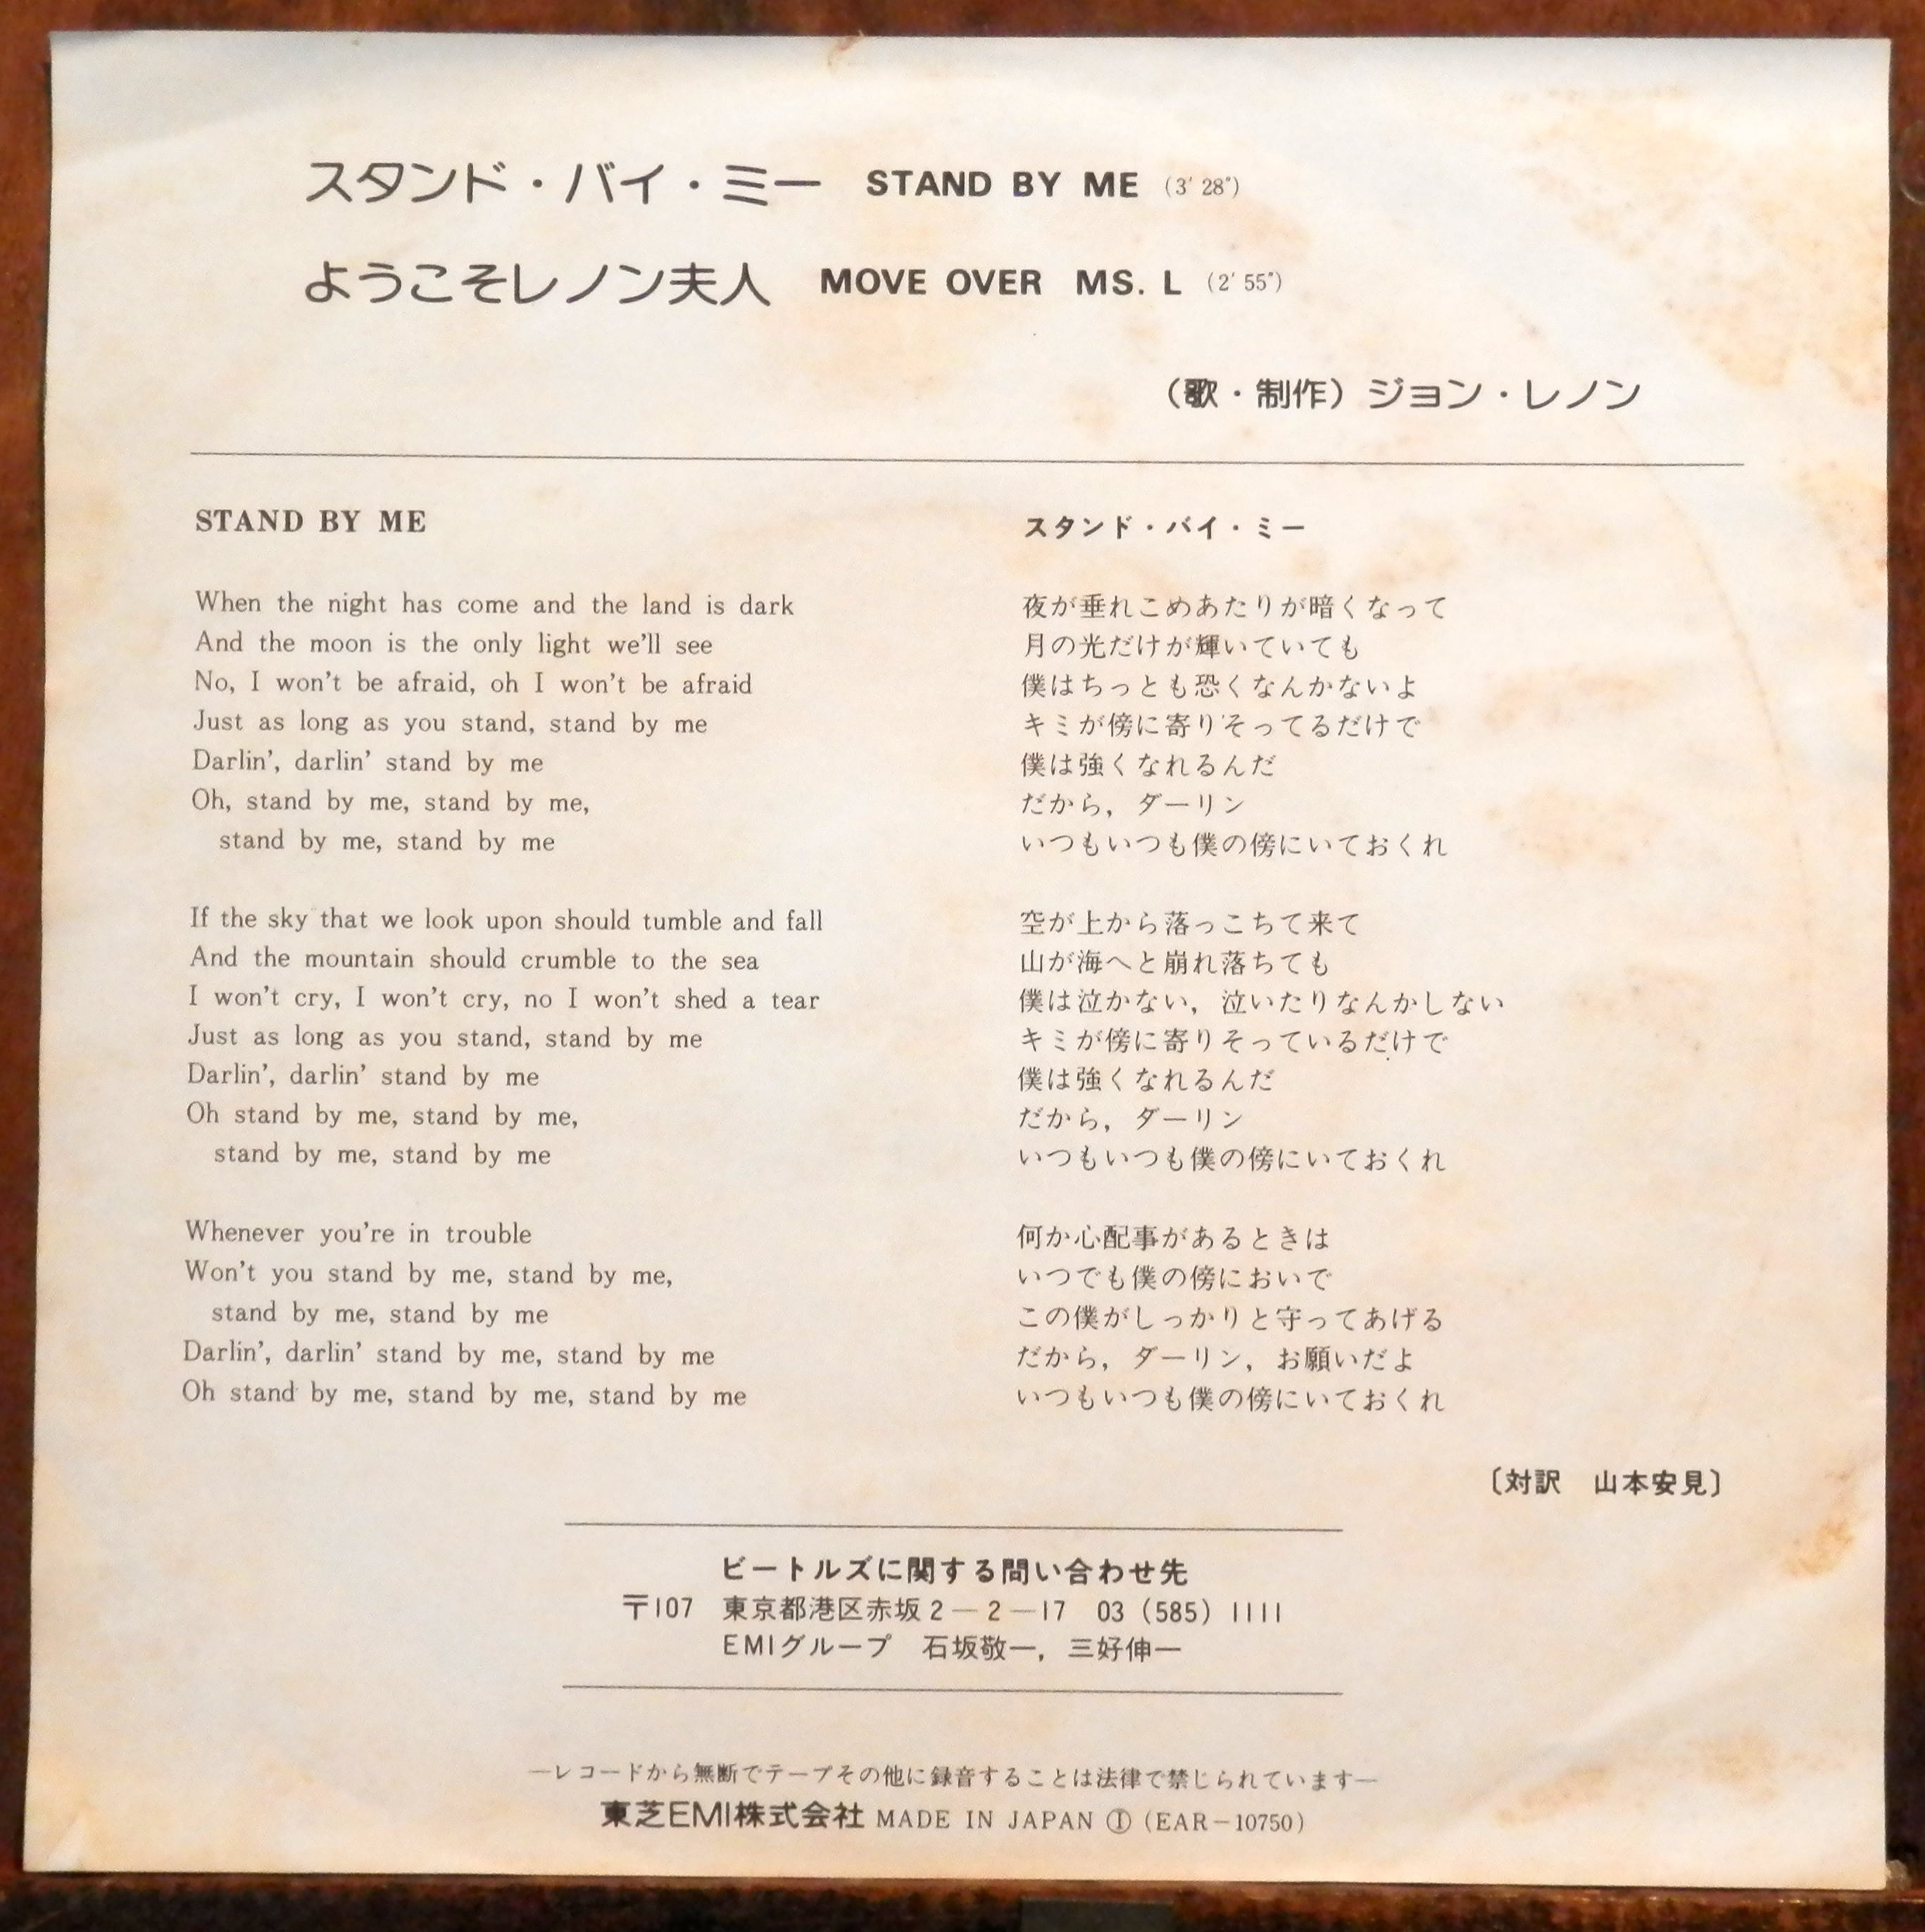 スタンド・バイ・ミー STAND BY ME (3′28″)
ようこそレノン夫人 MOVE OVER MS. L (2′55″)
(歌・制作) ジョン・レノン
STAND BY ME
When the night has come and the land is dark
And the moon is the only light we'll see
No, I won't be afraid, oh I won't be afraid
Just as long as you stand, stand by me
Darlin', darlin' stand by me
Oh, stand by me, stand by me,
stand by me, stand by me
If the sky that we look upon should tumble and fall
And the mountain should crumble to the sea
I won't cry, I won't cry, no I won't shed a tear
Just as long as you stand, stand by me
Darlin', darlin' stand by me
Oh stand by me, stand by me,
stand by me, stand by me
Whenever you're in trouble
Won't you stand by me, stand by me,
stand by me, stand by me
Darlin', darlin' stand by me, stand by me
Oh stand by me, stand by me, stand by me
スタンド・バイ・ミー
夜が垂れこめあたりが暗くなって
月の光だけが輝いていても
僕はちっとも恐くなんかないよ
キミが傍に寄りそってるだけで
僕は強くなれるんだ
だから，ダーリン
いつもいつも僕の傍にいておくれ
空が上から落っこちて来て
山が海へと崩れ落ちても
僕は泣かない，泣いたりなんかしない
キミが傍に寄りそっているだけで
僕は強くなれるんだ
だから，ダーリン
いつもいつも僕の傍にいておくれ
何か心配事があるときは
いつでも僕の傍においで
この僕がしっかりと守ってあげる
だから，ダーリン，お願いだよ
いつもいつも僕の傍にいておくれ
〔対訳　山本安見〕
ビートルズに関する問い合わせ先
〒107 東京都港区赤坂2−2−17 03 (585) 1111
EMIグループ 石坂敬一，三好伸一
—レコードから無断でテープその他に録音することは法律で禁じられています—
東芝EMI株式会社 MADE IN JAPAN Ⓘ (EAR−10750)